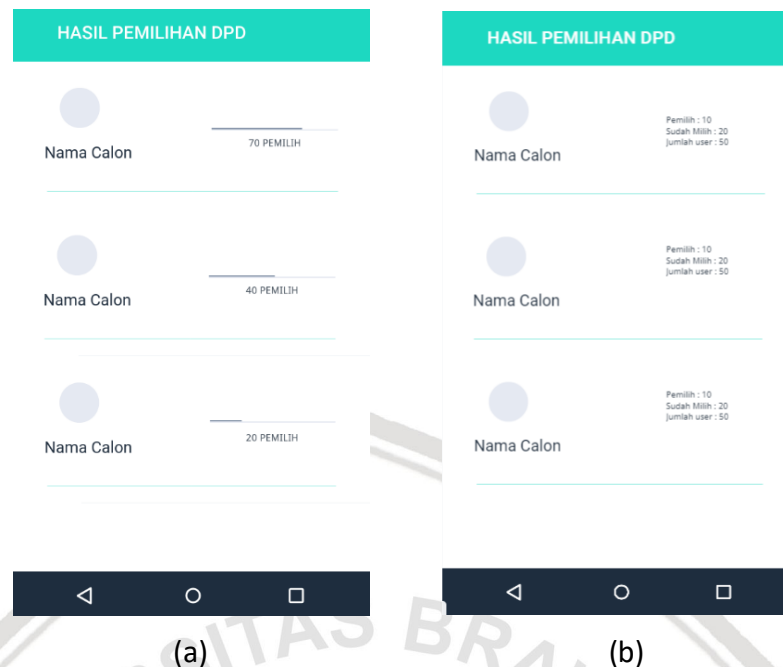 HASIL PEMILIHAN DPD
Nama Calon
70 PEMILIH
Nama Calon
40 PEMILIH
Nama Calon
20 PEMILIH
(a)
HASIL PEMILIHAN DPD
Nama Calon
Pemilih : 10
Sudah Milih : 20
Jumlah user : 50
Nama Calon
Pemilih : 10
Sudah Milih : 20
Jumlah user : 50
Nama Calon
Pemilih : 10
Sudah Milih : 20
Jumlah user : 50
(b)
SITAS BRA